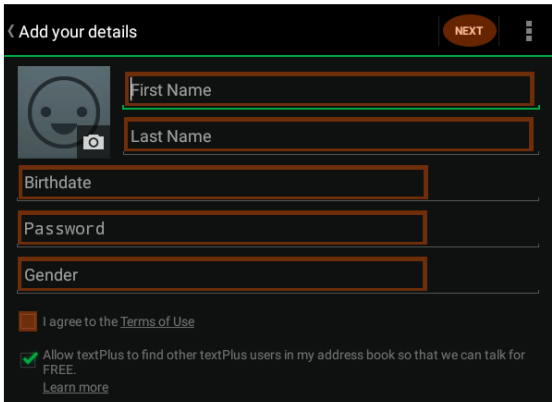 Add your details
NEXT
First Name
Last Name
Birthdate
Password
Gender
I agree to the Terms of Use
Allow textPlus to find other textPlus users in my address book so that we can talk for
FREE.
Learn more